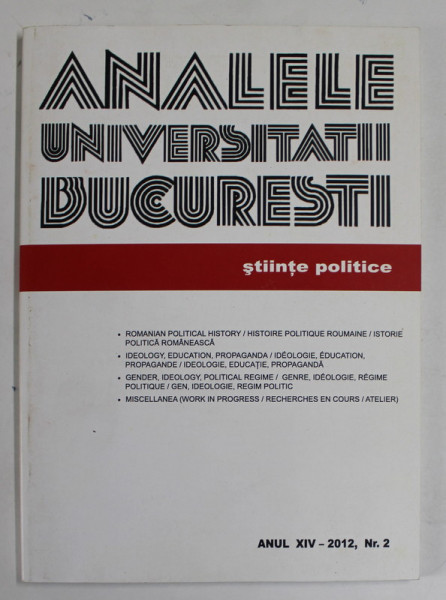 ANALELE
UNIVERSITATII
BUCURESTI
ştiinţe politice
• ROMANIAN POLITICAL HISTORY / HISTOIRE POLITIQUE ROUMAINE / ISTORIE
POLITICĂ ROMÂNEASCĂ
• IDEOLOGY, EDUCATION, PROPAGANDA / IDÉOLOGIE, ÉDUCATION,
PROPAGANDE / IDEOLOGIE, EDUCAŢIE, PROPAGANDĂ
• GENDER, IDEOLOGY, POLITICAL REGIME / GENRE, IDÉOLOGIE, RÉGIME
POLITIQUE / GEN, IDEOLOGIE, REGIM POLITIC
• MISCELLANEA (WORK IN PROGRESS / RECHERCHES EN COURS / ATELIER)
ANUL XIV – 2012, Nr. 2